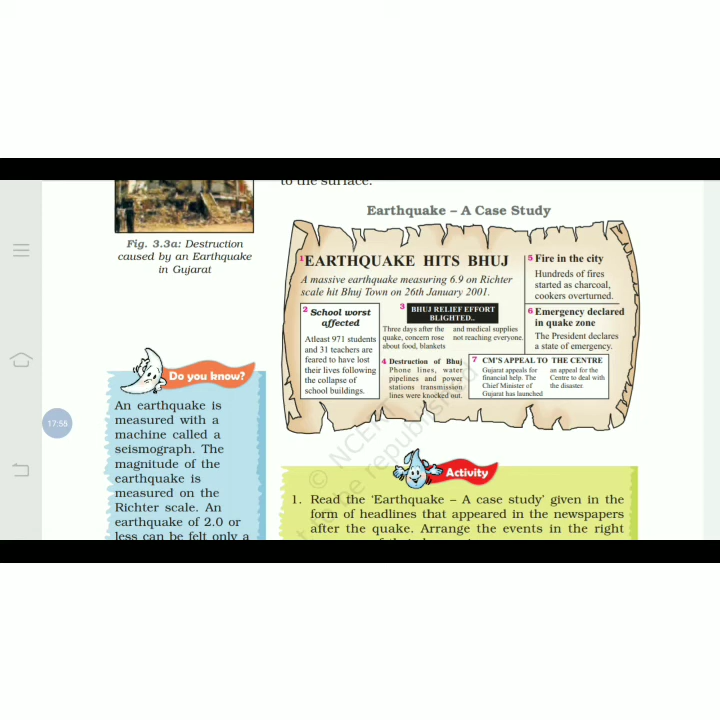 to the surface.
Earthquake – A Case Study
Fig. 3.3a: Destruction
caused by an Earthquake
in Gujarat
1 EARTHQUAKE HITS BHUJ
A massive earthquake measuring 6.9 on Richter
scale hit Bhuj Town on 26th January 2001.
2 School worst
affected
Atleast 971 students
and 31 teachers are
feared to have lost
their lives following
the collapse of
school buildings.
3 BHUJ RELIEF EFFORT
BLIGHTED..
Three days after the
quake, concern rose
about food, blankets
and medical supplies
not reaching everyone.
4 Destruction of Bhuj
Phone lines, water
pipelines and power
stations transmission
lines were knocked out.
5 Fire in the city
Hundreds of fires
started as charcoal,
cookers overturned.
6 Emergency declared
in quake zone
The President declares
a state of emergency.
7 CM'S APPEAL TO THE CENTRE
Gujarat appeals for
financial help. The
Chief Minister of
Gujarat has launched
an appeal for the
Centre to deal with
the disaster.
Do you know?
An earthquake is
measured with a
machine called a
seismograph. The
magnitude of the
earthquake is
measured on the
Richter scale. An
earthquake of 2.0 or
less can be felt only a
17:58
© NCERT
to be republished
Activity
1. Read the 'Earthquake – A case study' given in the
form of headlines that appeared in the newspapers
after the quake. Arrange the events in the right